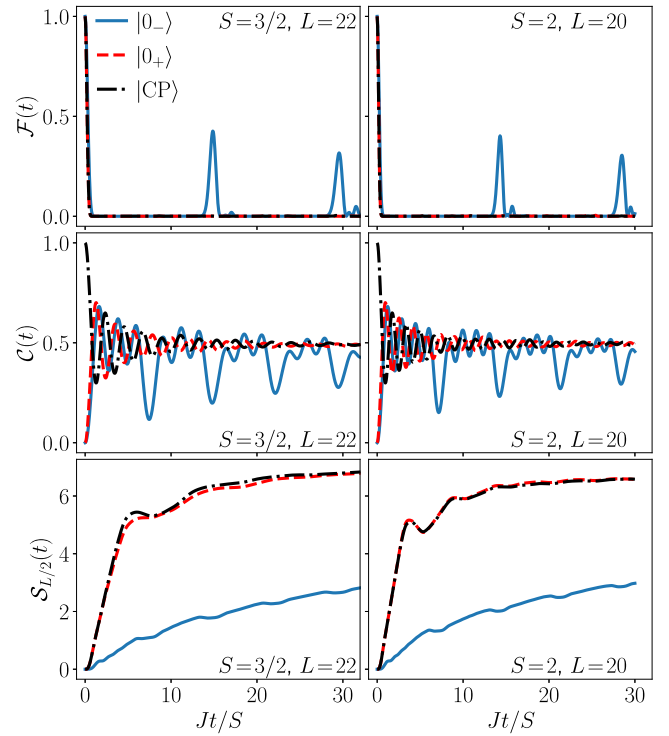 S=3/2, L=22
S=2, L=20
|0₋⟩
|0₊⟩
|CP⟩
F(t)
1.0
0.5
0.0
C(t)
1.0
0.5
0.0
S=3/2, L=22
S=2, L=20
S_{L/2}(t)
6
4
2
0
S=3/2, L=22
S=2, L=20
0 10 20 30
0 10 20 30
Jt/S
Jt/S